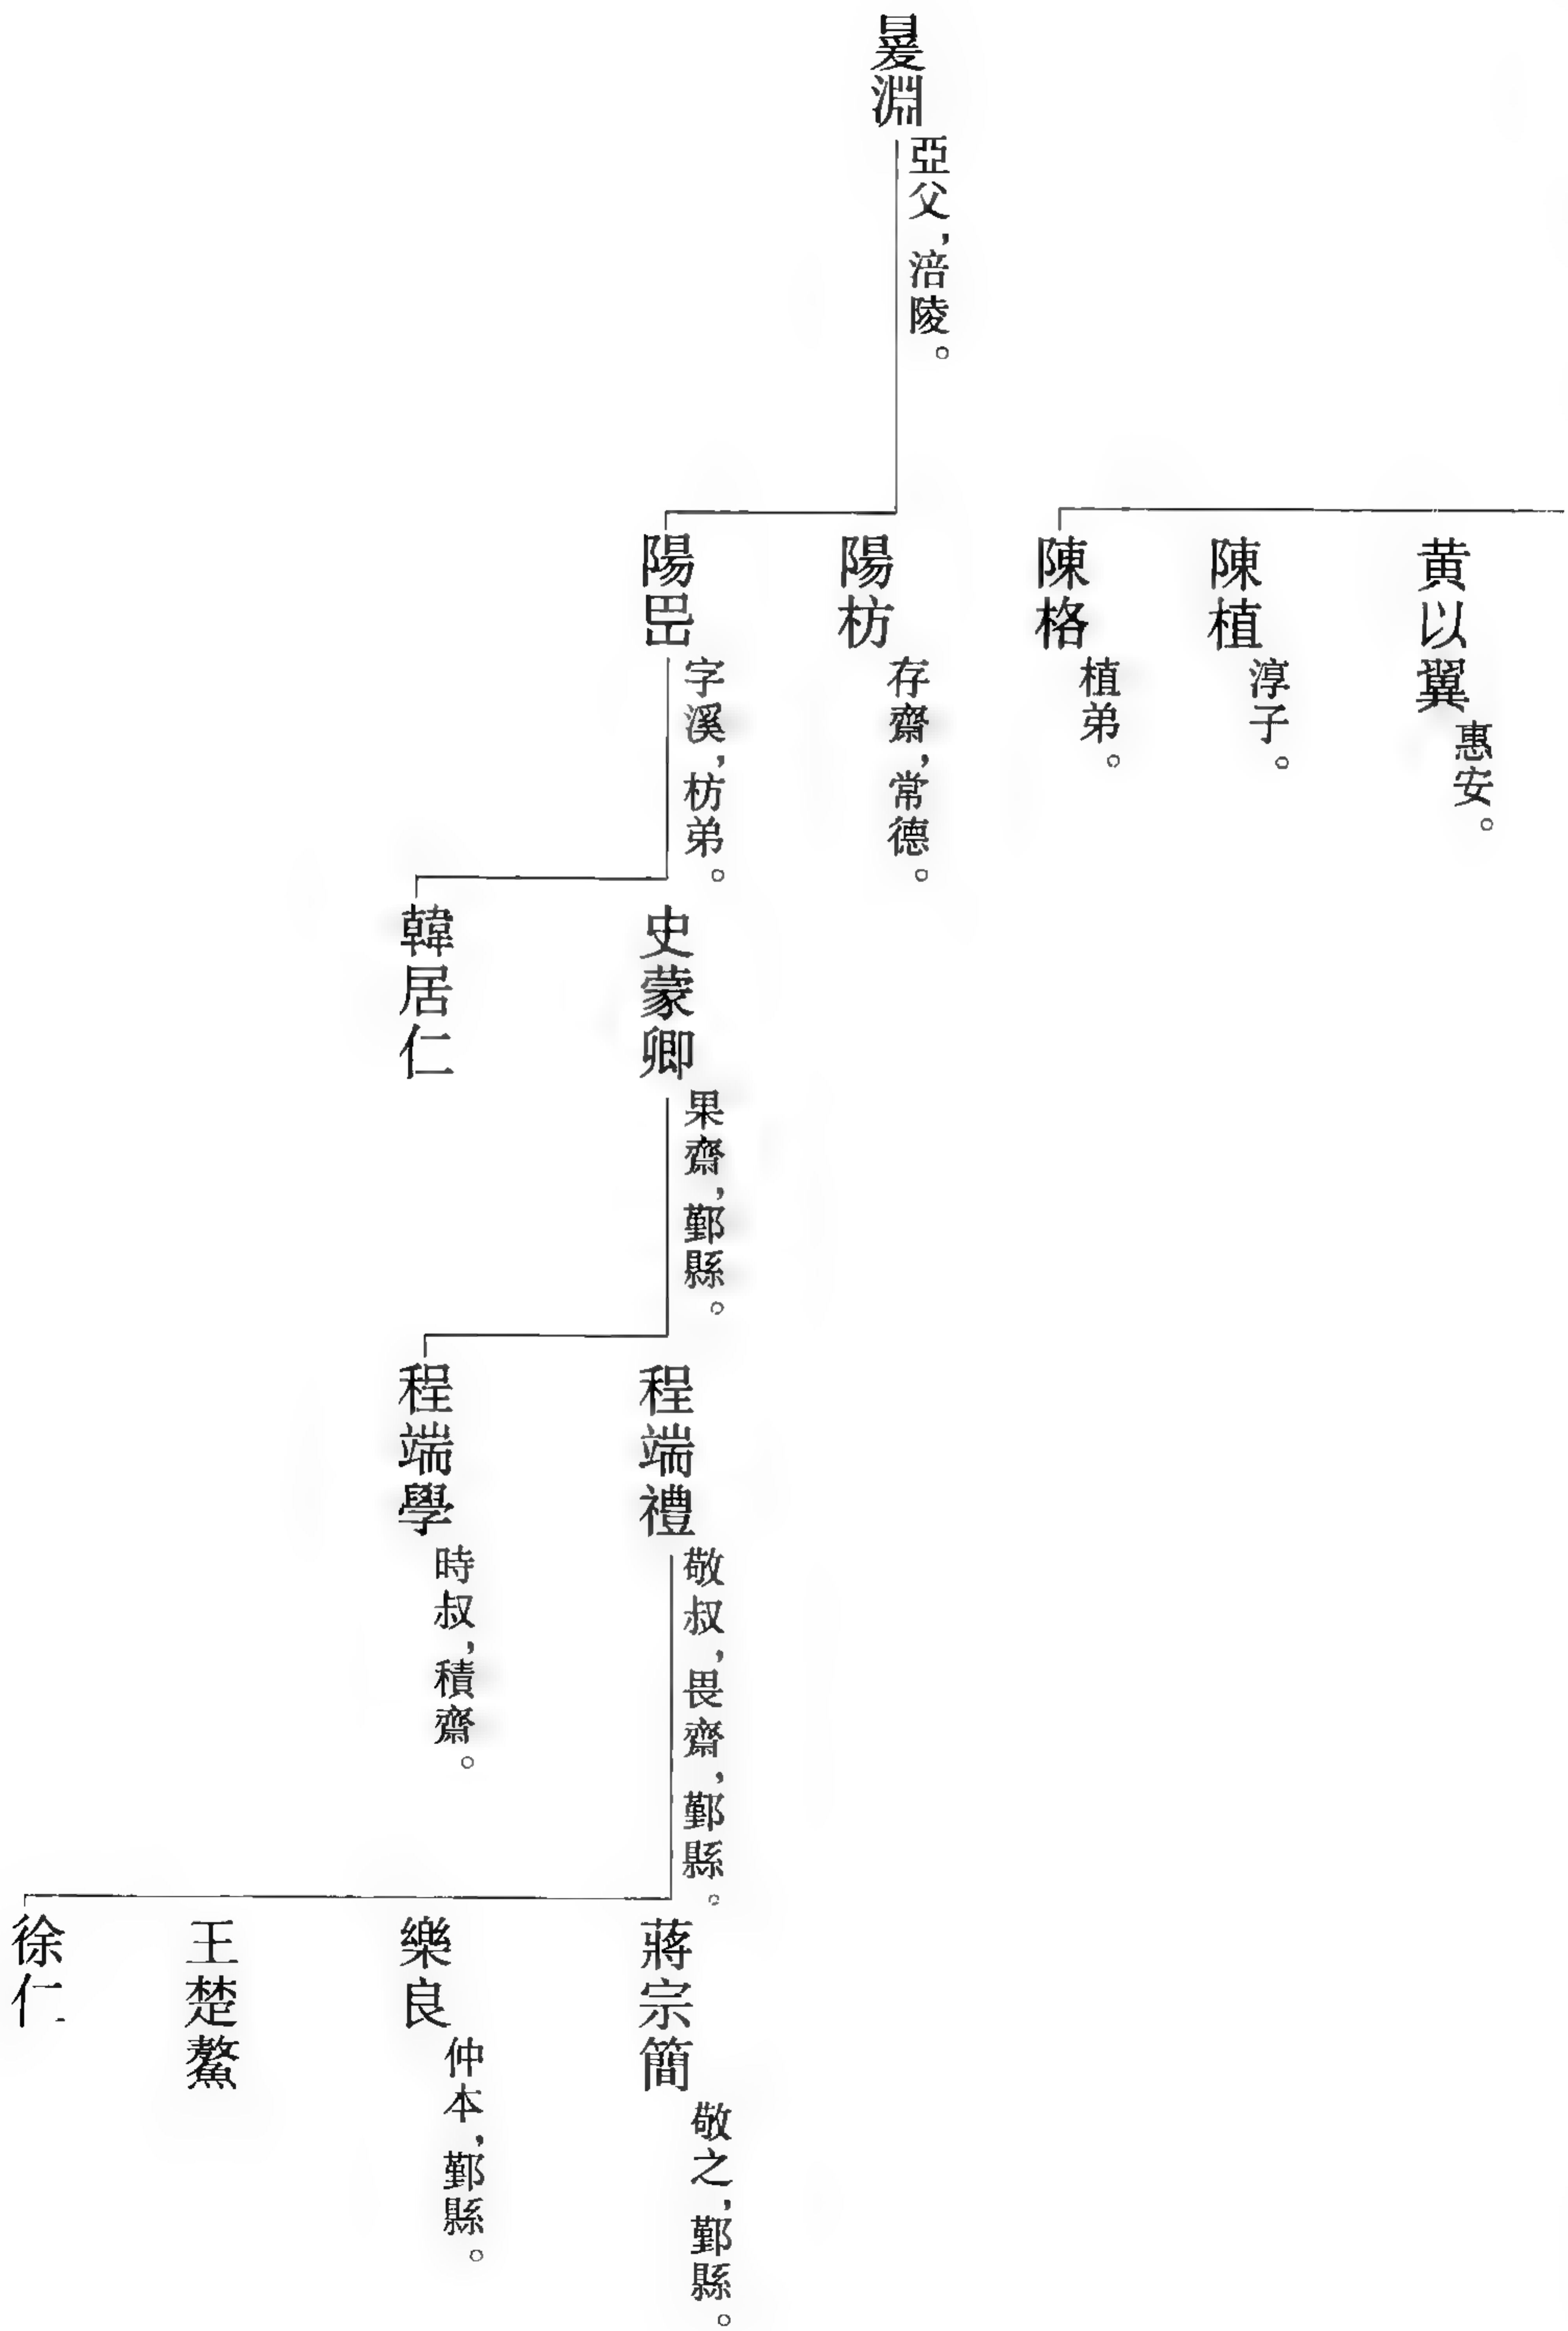 黄以翼
惠安。
陳植
淳子。
陳格
植弟。
㬊淵
亞父,涪陵。
陽枋
存齋,常德。
陽岊
字溪,枋弟。
史蒙卿
果齋,鄞縣。
韓居仁
程端禮
敬叔,畏齋,鄞縣。
程端學
時叔,積齋。
蔣宗簡
敬之,鄞縣。
樂良
仲本,鄞縣。
王楚鰲
徐仁